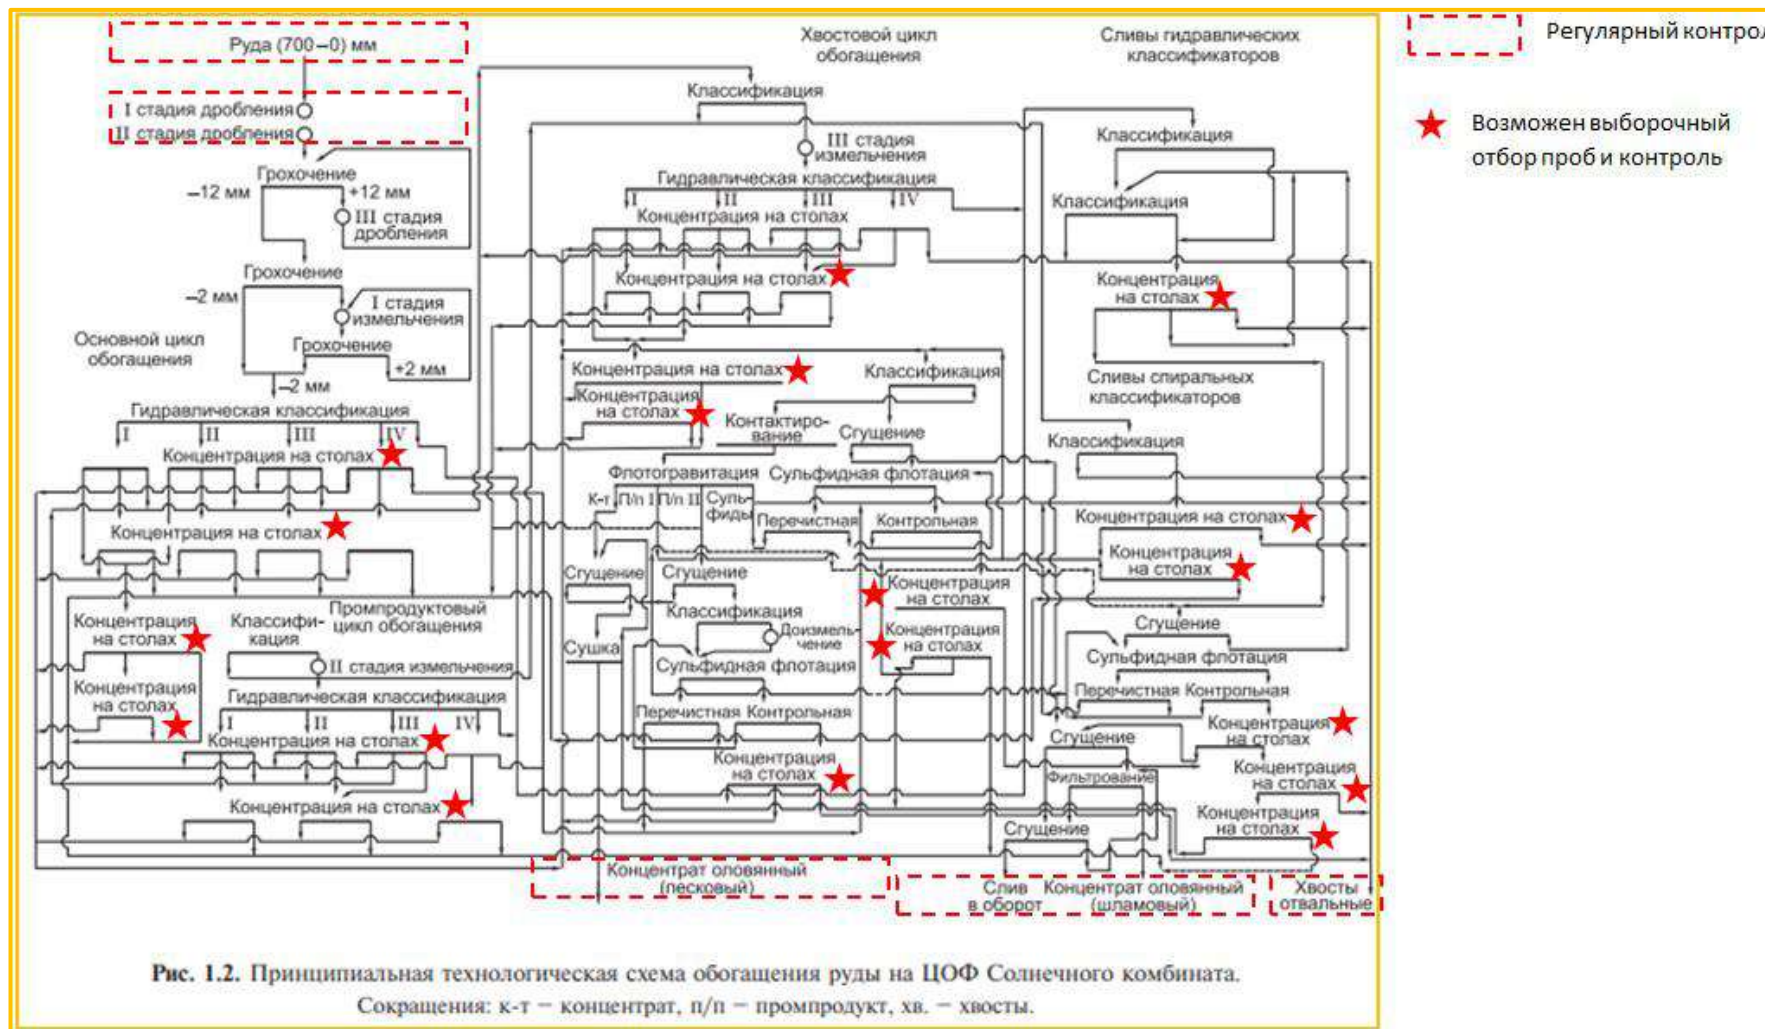 Руда (700–0) мм
I стадия дробления
II стадия дробления
Грохочение
–12 мм
+12 мм
III стадия
дробления
Грохочение
–2 мм
I стадия
измельчения
Основной цикл
обогащения
Грохочение
+2 мм
–2 мм
Гидравлическая классификация
I
II
III
IV
Концентрация на столах
Концентрация на столах
Промпродуктовый
цикл обогащения
Концентрация
на столах
Классифи-
кация
II стадия измельчения
Концентрация
на столах
Гидравлическая классификация
I
II
III
IV
Концентрация на столах
Концентрация на столах
Хвостовой цикл
обогащения
Классификация
III стадия
измельчения
Гидравлическая классификация
I
II
III
IV
Концентрация на столах
Концентрация на столах
Концентрация на столах
Классификация
Концентрация
на столах
Контактиро-
вание
Сгущение
Флотогравитация
Сульфидная флотация
К-т
П/п I
П/п II
Суль-
фиды
Перечистная
Контрольная
Сгущение
Сгущение
Концентрация
на столах
Классификация
Доизмель-
чение
Концентрация
на столах
Сушка
Сульфидная флотация
Перечистная
Контрольная
Концентрация
на столах
Концентрат оловянный
(песковый)
Сливы гидравлических
классификаторов
Классификация
Классификация
Концентрация
на столах
Сливы спиральных
классификаторов
Классификация
Концентрация на столах
Концентрация
на столах
Сгущение
Сульфидная флотация
Перечистная
Контрольная
Концентрация
на столах
Сгущение
Фильтрование
Концентрация
на столах
Концентрация
на столах
Сгущение
Слив
в оборот
Концентрат оловянный
(шламовый)
Хвосты
отвальные
Регулярный контрол
Возможен выборочный
отбор проб и контроль
Рис. 1.2. Принципиальная технологическая схема обогащения руды на ЦОФ Солнечного комбината.
Сокращения: к-т – концентрат, п/п – промпродукт, хв. – хвосты.